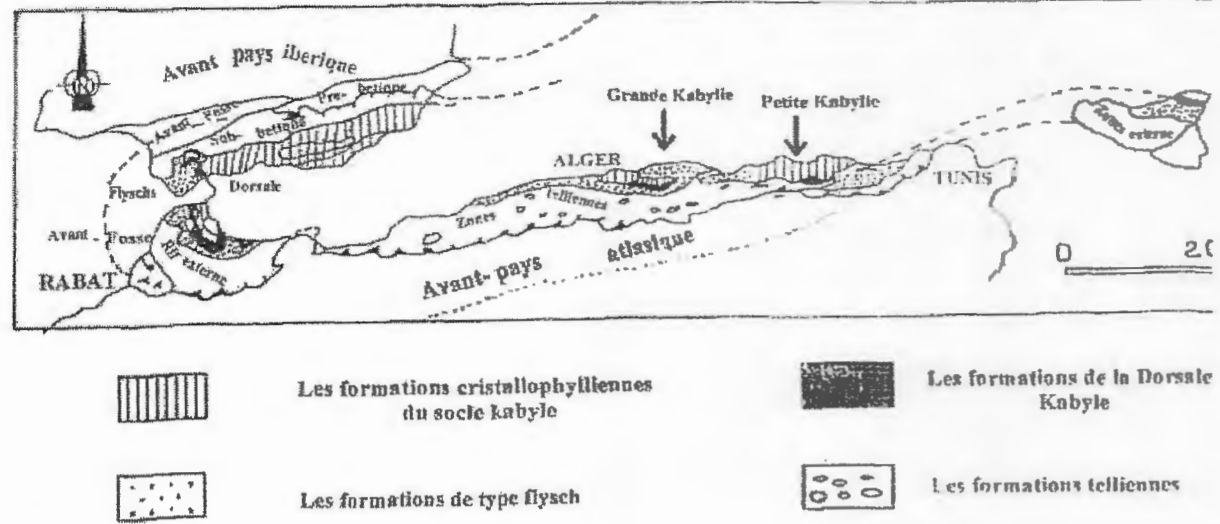 N
Avant pays iberique
Avant Fosse
Pre-betique
Sub-betique
Grande Kabylie
Petite Kabylie
ALGER
Flyschs
Dorsale
Zones telliennes
TUNIS
Zones externe
Avant-Fosse
Rif externe
RABAT
Avant-pays atlasique
0
Les formations cristallophylliennes
du socle kabyle
Les formations de la Dorsale
Kabyle
Les formations de type flysch
Les formations telliennes